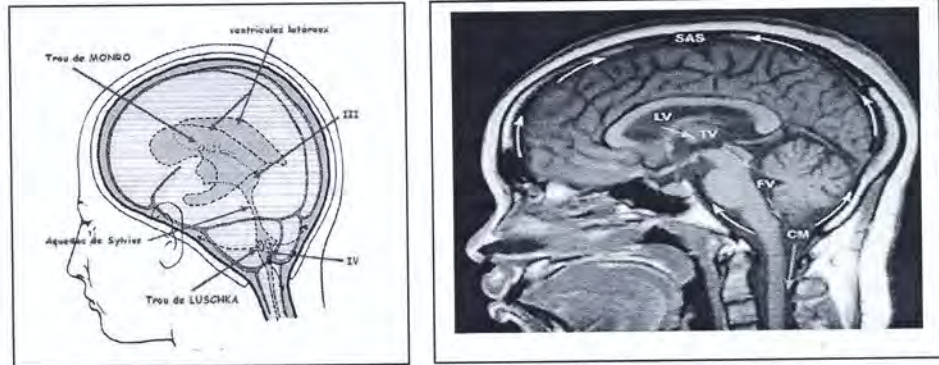 ventricules latéraux
Trou de MONRO
III
Aqueduc de Sylvius
IV
Trou de LUSCHKA
SAS
LV
TV
FV
CM